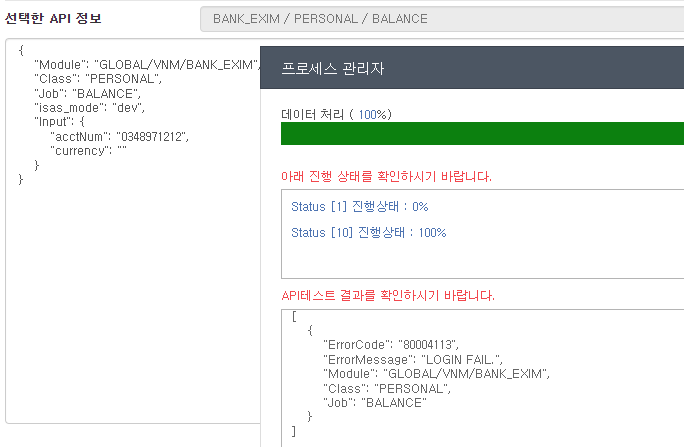 선택한 API 정보
BANK_EXIM / PERSONAL / BALANCE
{
"Module": "GLOBAL/VNM/BANK_EXIM",
"Class": "PERSONAL",
"Job": "BALANCE",
"isas_mode": "dev",
"Input": {
"acctNum": "0348971212",
"currency": ""
}
}
프로세스 관리자
데이터 처리 ( 100%)
아래 진행 상태를 확인하시기 바랍니다.
Status [1] 진행상태 : 0%
Status [10] 진행상태 : 100%
API테스트 결과를 확인하시기 바랍니다.
[
{
"ErrorCode": "80004113",
"ErrorMessage": "LOGIN FAIL.",
"Module": "GLOBAL/VNM/BANK_EXIM",
"Class": "PERSONAL",
"Job": "BALANCE"
}
]